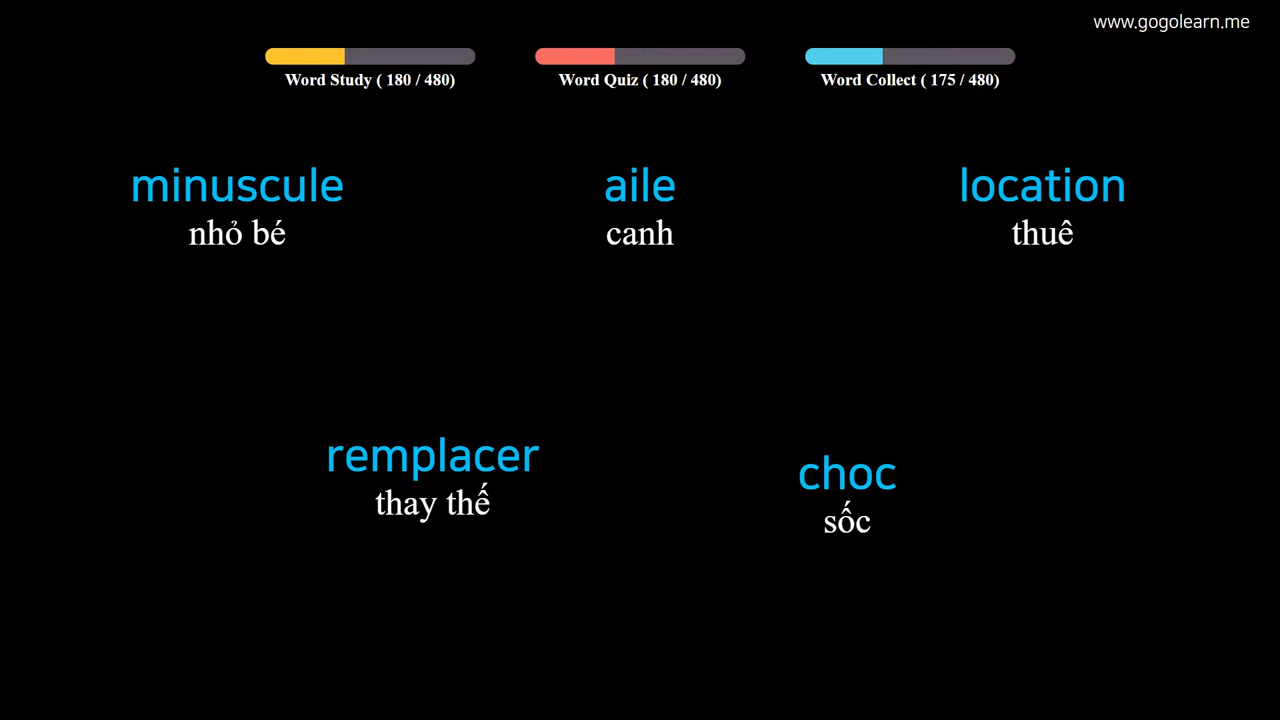 www.gogolearn.me
Word Study ( 180 / 480)
Word Quiz ( 180 / 480)
Word Collect ( 175 / 480)
minuscule
nhỏ bé
aile
canh
location
thuê
remplacer
thay thế
choc
sốc